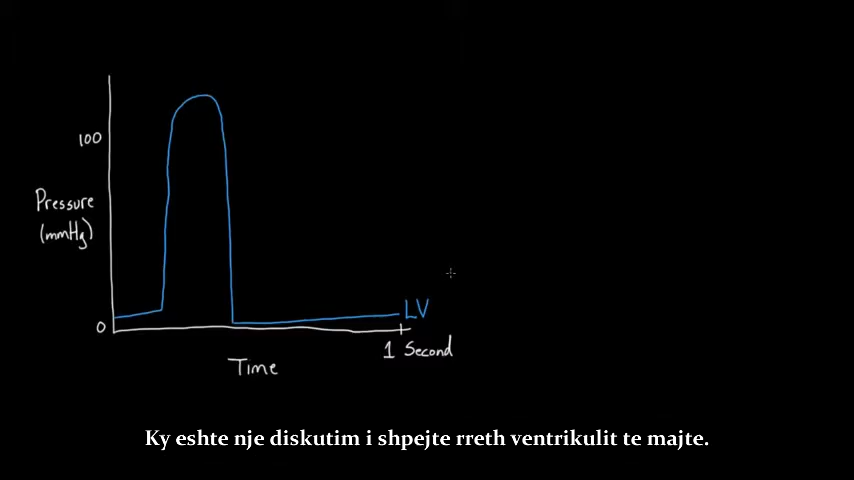 100
Pressure
(mmHg)
LV
0
1 Second
Time
Ky eshte nje diskutim i shpejte rreth ventrikulit te majte.